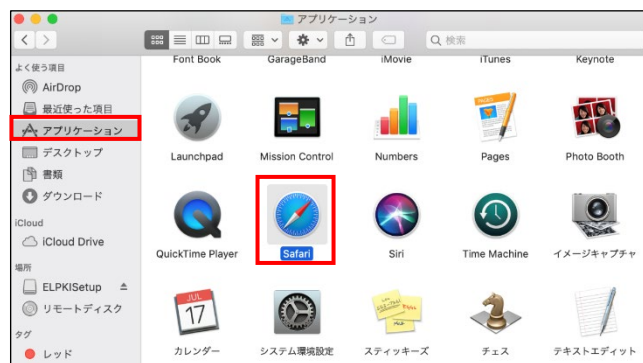 アプリケーション
検索
よく使う項目
AirDrop
最近使った項目
アプリケーション
デスクトップ
書類
ダウンロード
iCloud
iCloud Drive
場所
ELPKISetup
リモートディスク
タグ
レッド
Font Book GarageBand iMovie iTunes Keynote
PAGES
Launchpad Mission Control Numbers Pages Photo Booth
QuickTime Player Safari Siri Time Machine イメージキャプチャ
JUL
17
カレンダー システム環境設定 スティッキーズ チェス テキストエディット